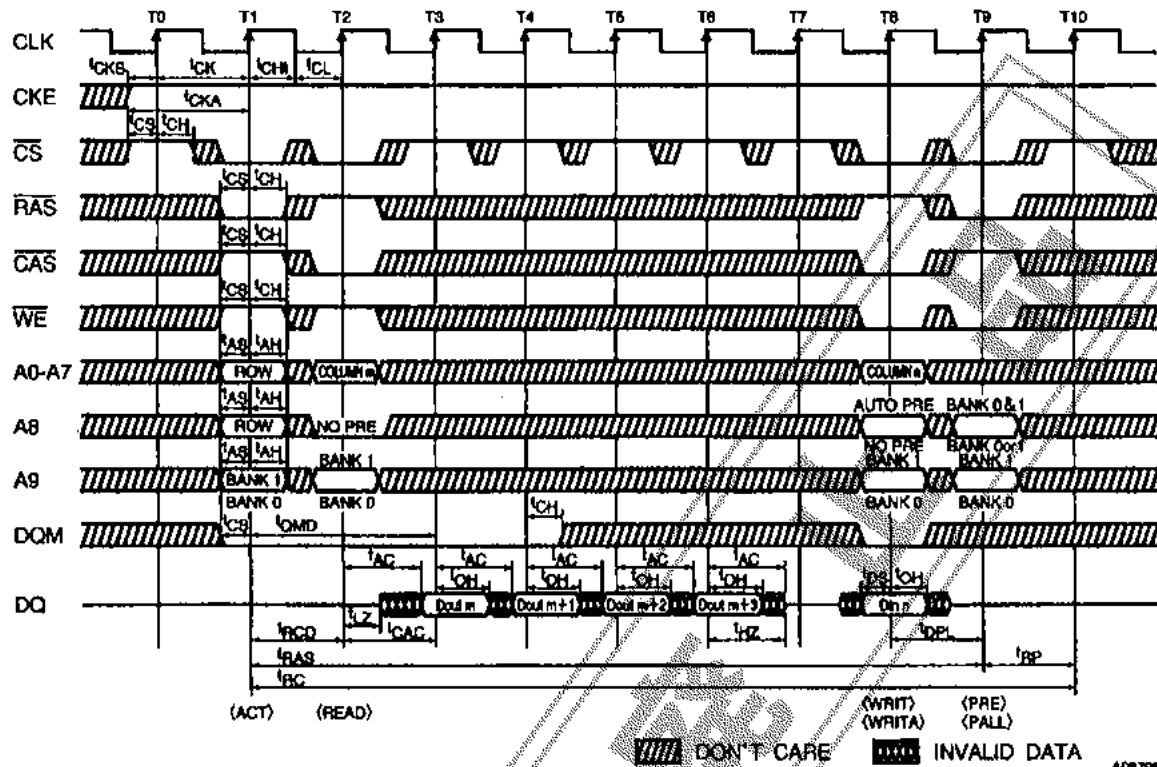 T0 T1 T2 T3 T4 T5 T6 T7 T8 T9 T10
CLK
tCKS tCK tCHI tCL
CKE
tCKA
tCS tCH
CS
tCS tCH
RAS
tCS tCH
CAS
tCS tCH
WE
tAS tAH
A0-A7 ROW COLUMN m COLUMN n
tAS tAH AUTO PRE BANK 0 & 1
A8 ROW NO PRE
tAS tAH BANK 1 NO PRE BANK 0 or 1
BANK 1 BANK 1
A9 BANK 1
BANK 0 BANK 0 BANK 0 BANK 0
tCS tQMD tCH
DQM
tAC tAC tAC tAC tAC
tOH tOH tOH tOH tDS tOH
DQ Dout m Dout m+1 Dout m+2 Dout m+3 Din n
tLZ
tRCD tCAC tHZ tDPL
tRAS tRP
tRC
(ACT) (READ) (WRIT) (PRE)
(WRITA) (PALL)
DON'T CARE INVALID DATA